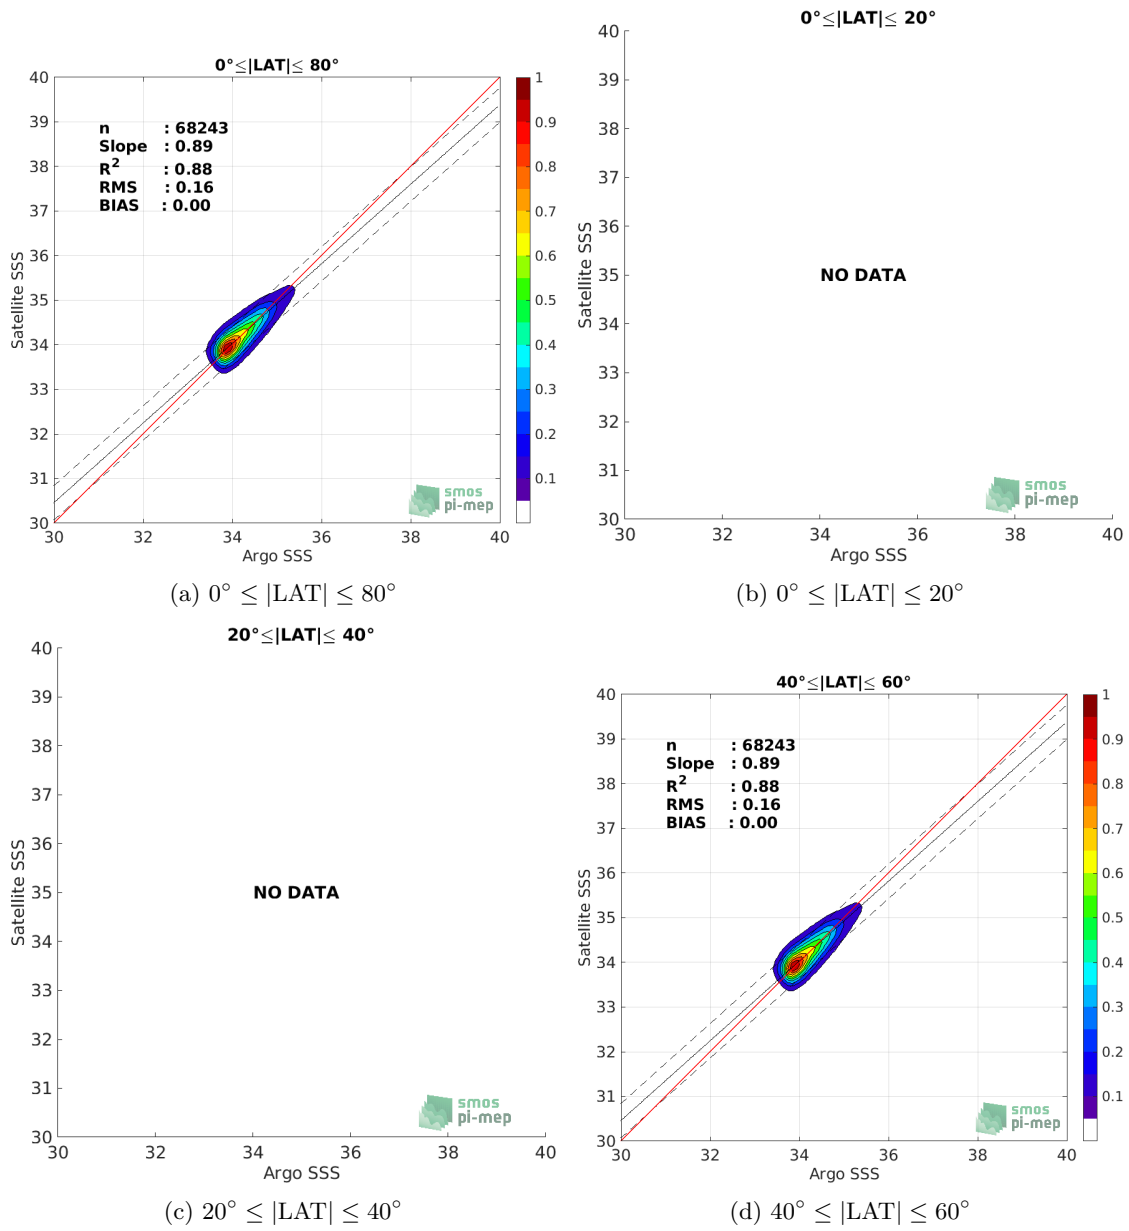 0°≤|LAT|≤ 80°
40
39
38
37
36
35
34
33
32
31
30
Satellite SSS
n : 68243
Slope : 0.89
R2 : 0.88
RMS : 0.16
BIAS : 0.00
smos
pi-mep
30 32 34 36 38 40
Argo SSS
1
0.9
0.8
0.7
0.6
0.5
0.4
0.3
0.2
0.1
(a) 0° ≤ |LAT| ≤ 80°
0°≤|LAT|≤ 20°
40
39
38
37
36
35
34
33
32
31
30
Satellite SSS
NO DATA
smos
pi-mep
30 32 34 36 38 40
Argo SSS
(b) 0° ≤ |LAT| ≤ 20°
20°≤|LAT|≤ 40°
40
39
38
37
36
35
34
33
32
31
30
Satellite SSS
NO DATA
smos
pi-mep
30 32 34 36 38 40
Argo SSS
(c) 20° ≤ |LAT| ≤ 40°
40°≤|LAT|≤ 60°
40
39
38
37
36
35
34
33
32
31
30
Satellite SSS
n : 68243
Slope : 0.89
R2 : 0.88
RMS : 0.16
BIAS : 0.00
smos
pi-mep
30 32 34 36 38 40
Argo SSS
1
0.9
0.8
0.7
0.6
0.5
0.4
0.3
0.2
0.1
(d) 40° ≤ |LAT| ≤ 60°